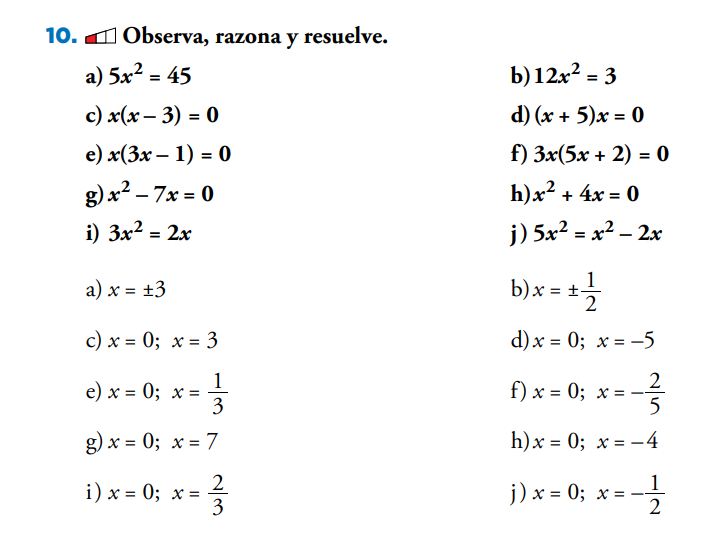 10. Observa, razona y resuelve.
a) 5x² = 45 b) 12x² = 3
c) x(x – 3) = 0 d) (x + 5)x = 0
e) x(3x – 1) = 0 f) 3x(5x + 2) = 0
g) x² – 7x = 0 h) x² + 4x = 0
i) 3x² = 2x j) 5x² = x² – 2x
a) x = ±3 b) x = ±1/2
c) x = 0; x = 3 d) x = 0; x = –5
e) x = 0; x = 1/3 f) x = 0; x = –2/5
g) x = 0; x = 7 h) x = 0; x = –4
i) x = 0; x = 2/3 j) x = 0; x = –1/2